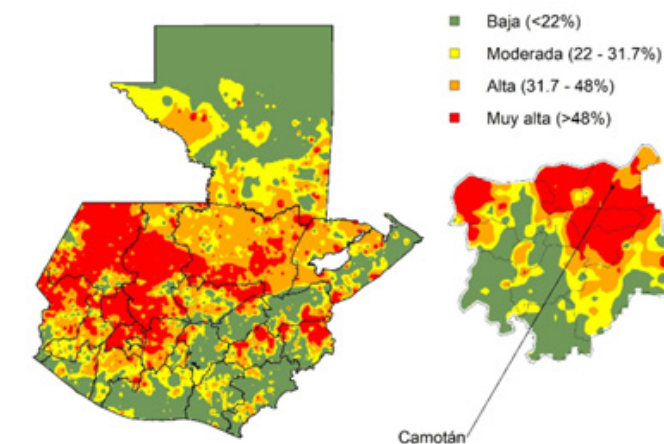 Baja (<22%)
Moderada (22 - 31.7%)
Alta (31.7 - 48%)
Muy alta (>48%)
Camotán